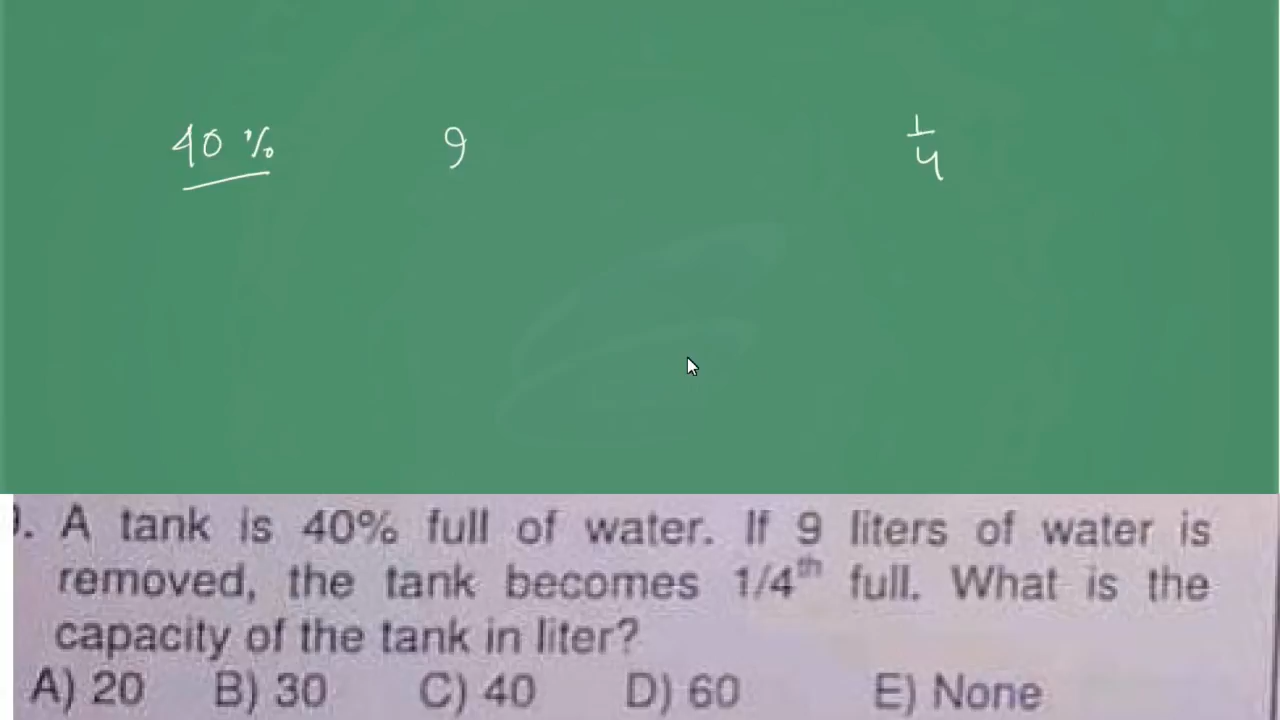 40 % 9 1/4
). A tank is 40% full of water. If 9 liters of water is
removed, the tank becomes 1/4th full. What is the
capacity of the tank in liter?
A) 20 B) 30 C) 40 D) 60 E) None